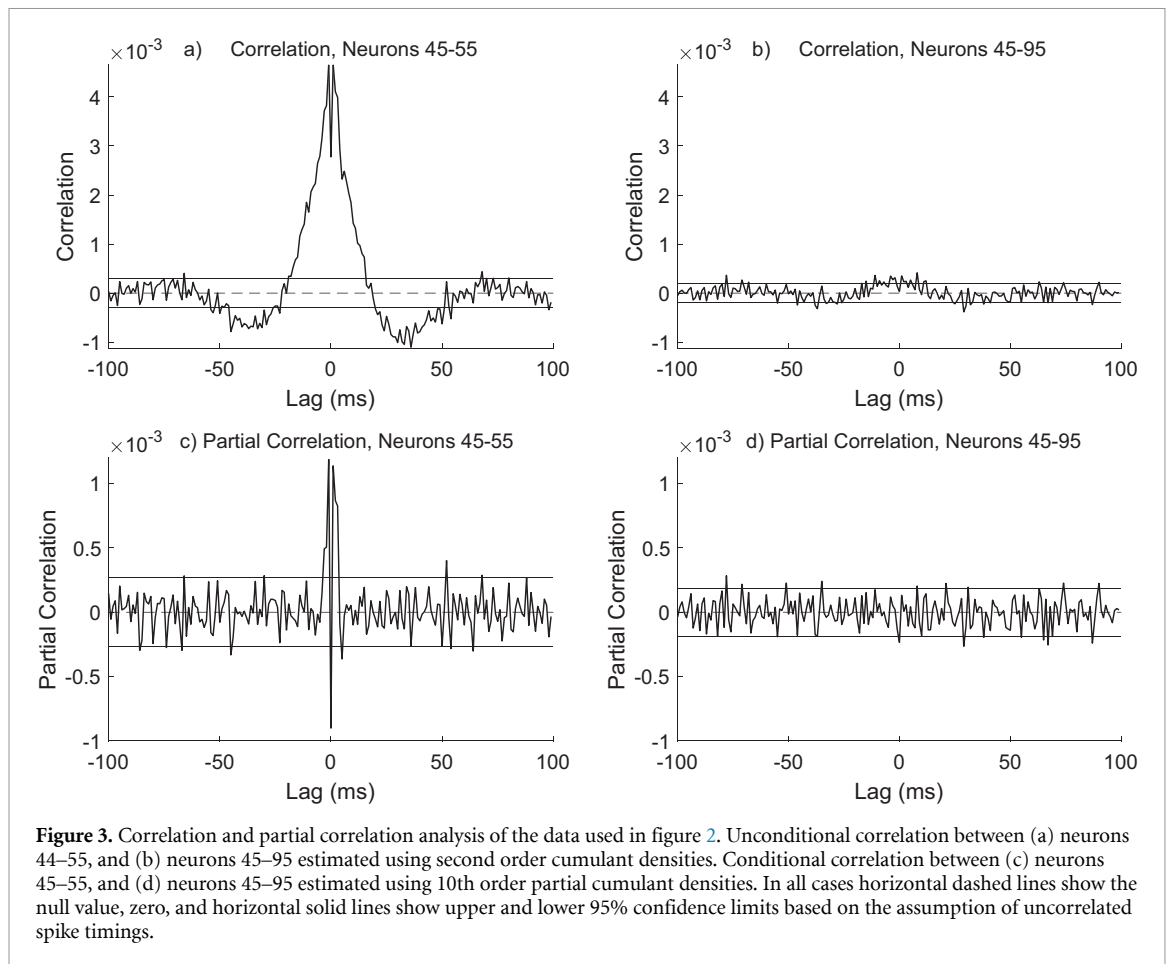 ×10⁻³ a) Correlation, Neurons 45-55
4
3
2
1
0
-1
Correlation
-100 -50 0 50 100
Lag (ms)
×10⁻³ b) Correlation, Neurons 45-95
4
3
2
1
0
-1
Correlation
-100 -50 0 50 100
Lag (ms)
×10⁻³ c) Partial Correlation, Neurons 45-55
1
0.5
0
-0.5
-1
Partial Correlation
-100 -50 0 50 100
Lag (ms)
×10⁻³ d) Partial Correlation, Neurons 45-95
1
0.5
0
-0.5
-1
Partial Correlation
-100 -50 0 50 100
Lag (ms)
Figure 3. Correlation and partial correlation analysis of the data used in figure 2. Unconditional correlation between (a) neurons
44–55, and (b) neurons 45–95 estimated using second order cumulant densities. Conditional correlation between (c) neurons
45–55, and (d) neurons 45–95 estimated using 10th order partial cumulant densities. In all cases horizontal dashed lines show the
null value, zero, and horizontal solid lines show upper and lower 95% confidence limits based on the assumption of uncorrelated
spike timings.